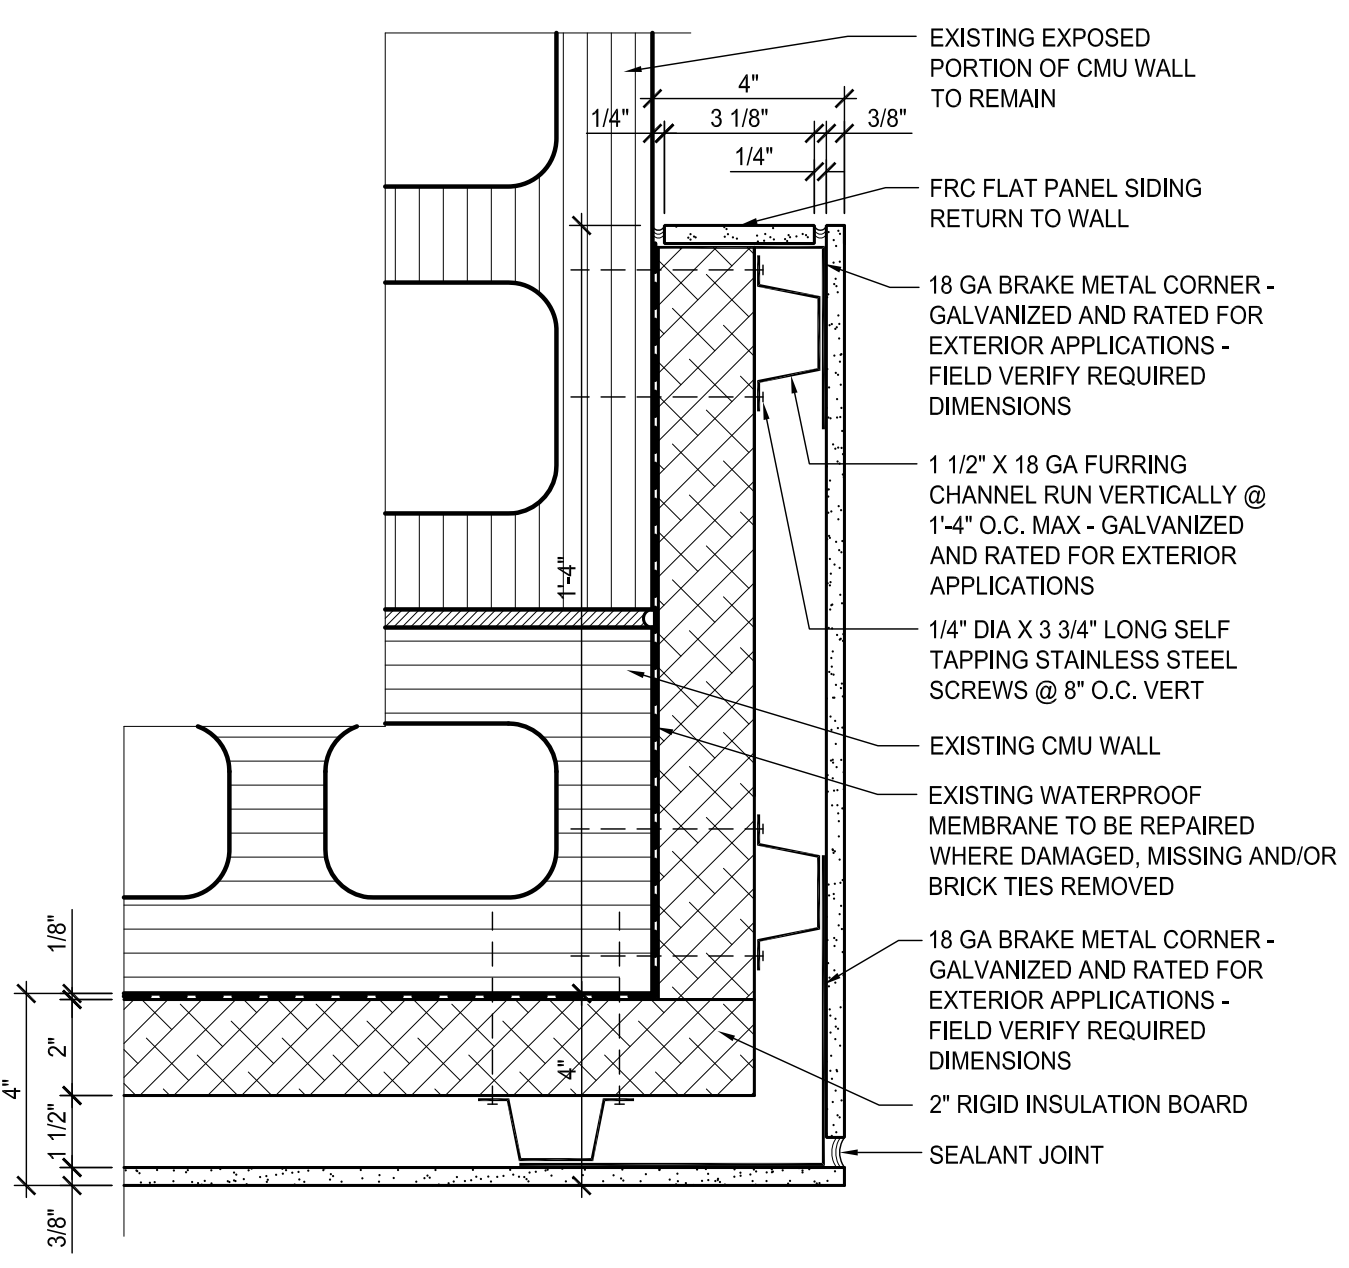 EXISTING EXPOSED
PORTION OF CMU WALL
TO REMAIN
4"
1/4"
3 1/8"
3/8"
1/4"
FRC FLAT PANEL SIDING
RETURN TO WALL
18 GA BRAKE METAL CORNER -
GALVANIZED AND RATED FOR
EXTERIOR APPLICATIONS -
FIELD VERIFY REQUIRED
DIMENSIONS
1 1/2" X 18 GA FURRING
CHANNEL RUN VERTICALLY @
1'-4" O.C. MAX - GALVANIZED
AND RATED FOR EXTERIOR
APPLICATIONS
1'-4"
1/4" DIA X 3 3/4" LONG SELF
TAPPING STAINLESS STEEL
SCREWS @ 8" O.C. VERT
EXISTING CMU WALL
EXISTING WATERPROOF
MEMBRANE TO BE REPAIRED
WHERE DAMAGED, MISSING AND/OR
BRICK TIES REMOVED
18 GA BRAKE METAL CORNER -
GALVANIZED AND RATED FOR
EXTERIOR APPLICATIONS -
FIELD VERIFY REQUIRED
DIMENSIONS
2" RIGID INSULATION BOARD
SEALANT JOINT
1/8"
2"
4"
4"
1 1/2"
3/8"